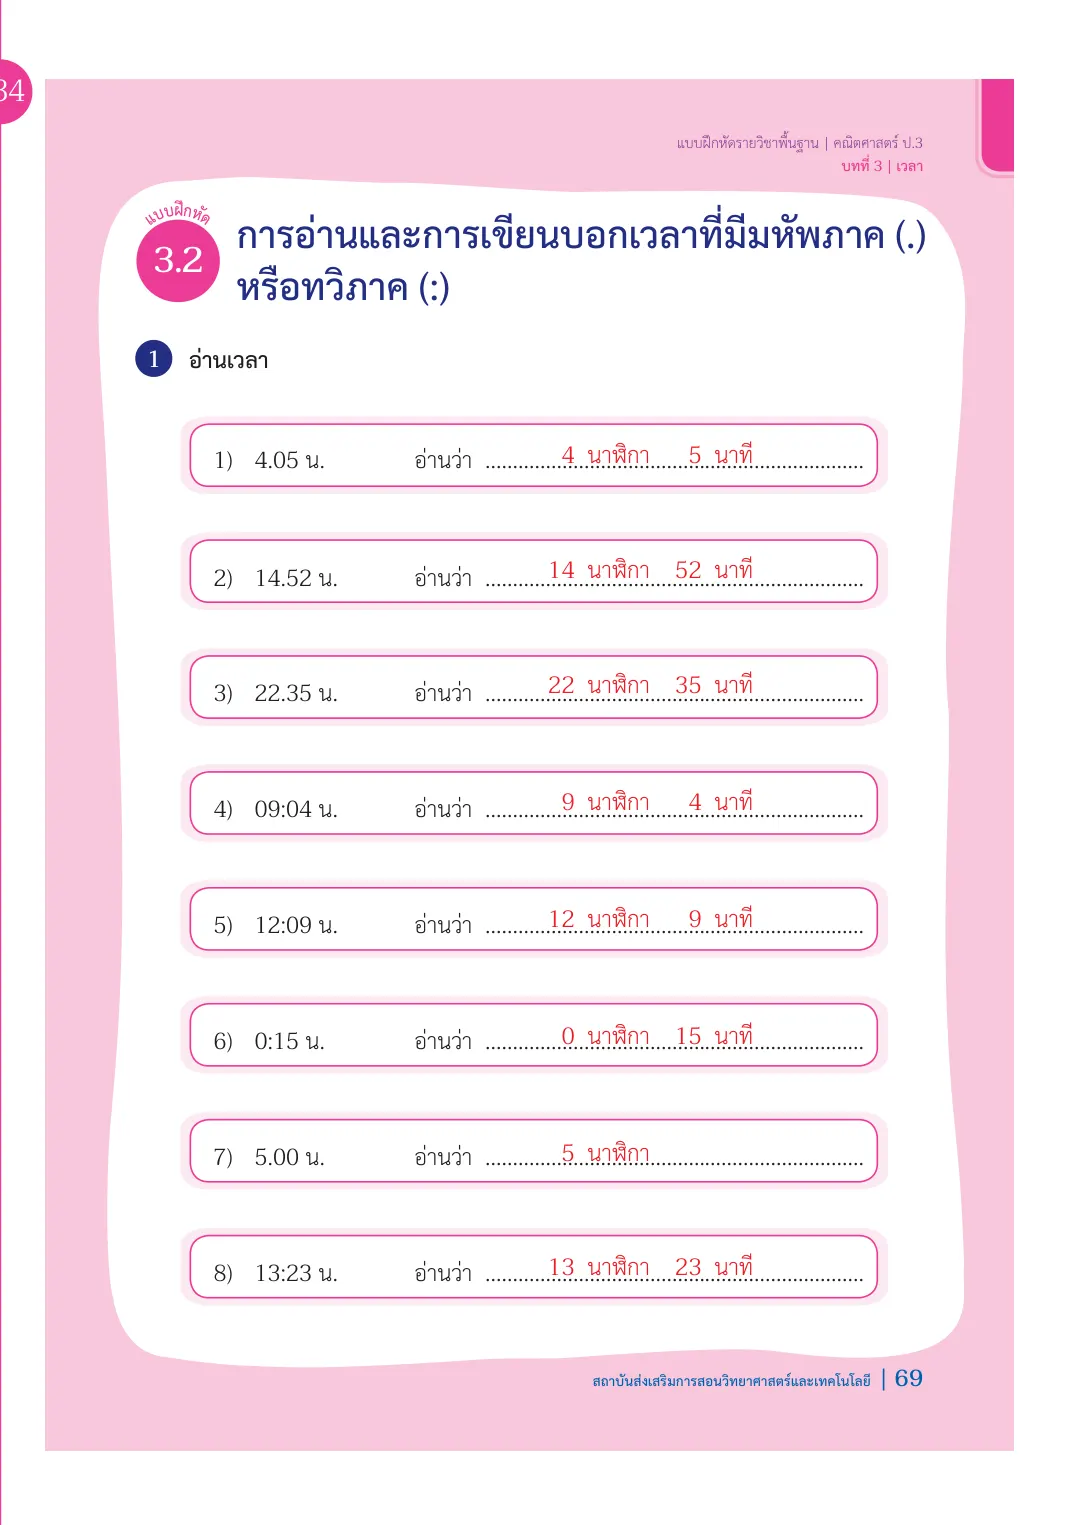 แบบฝึกหัดรายวิชาพื้นฐาน | คณิตศาสตร์ ป.3
บทที่ 3 | เวลา
แบบฝึกหัด
3.2
การอ่านและการเขียนบอกเวลาที่มีมหัพภาค (.)
หรือทวิภาค (:)
1 อ่านเวลา
1) 4.05 น. อ่านว่า 4 นาฬิกา 5 นาที
2) 14.52 น. อ่านว่า 14 นาฬิกา 52 นาที
3) 22.35 น. อ่านว่า 22 นาฬิกา 35 นาที
4) 09:04 น. อ่านว่า 9 นาฬิกา 4 นาที
5) 12:09 น. อ่านว่า 12 นาฬิกา 9 นาที
6) 0:15 น. อ่านว่า 0 นาฬิกา 15 นาที
7) 5.00 น. อ่านว่า 5 นาฬิกา
8) 13:23 น. อ่านว่า 13 นาฬิกา 23 นาที
สถาบันส่งเสริมการสอนวิทยาศาสตร์และเทคโนโลยี | 69